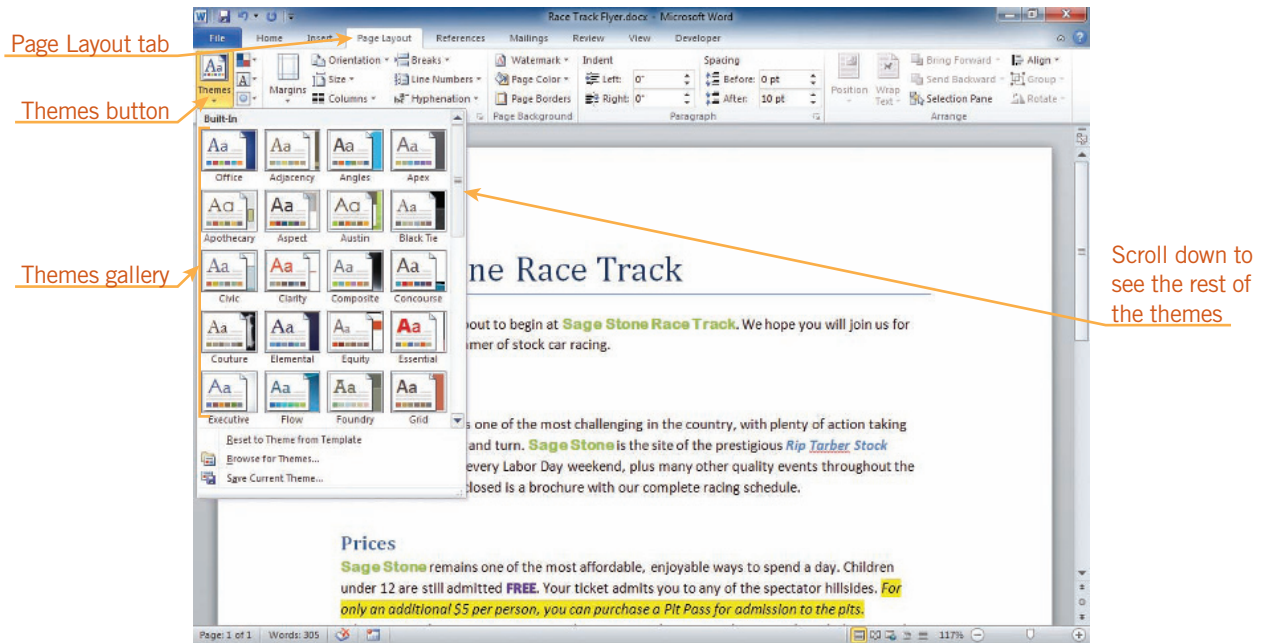 Race Track Flyer.docx - Microsoft Word
File Home Insert Page Layout References Mailings Review View Developer
Page Layout tab
Themes button
Themes gallery
Scroll down to
see the rest of
the themes
Themes
Margins
Orientation
Size
Columns
Breaks
Line Numbers
Hyphenation
Watermark
Page Color
Page Borders
Page Background
Indent
Left: 0"
Right: 0"
Spacing
Before: 0 pt
After: 10 pt
Paragraph
Position
Wrap
Text
Bring Forward
Send Backward
Selection Pane
Align
Group
Rotate
Arrange
Built-In
Office Adjacency Angles Apex
Apothecary Aspect Austin Black Tie
Civic Clarity Composite Concourse
Couture Elemental Equity Essential
Executive Flow Foundry Grid
Reset to Theme from Template
Browse for Themes...
Save Current Theme...
ne Race Track
out to begin at Sage Stone Race Track. We hope you will join us for
mer of stock car racing.
s one of the most challenging in the country, with plenty of action taking
and turn. Sage Stone is the site of the prestigious Rip Tarber Stock
every Labor Day weekend, plus many other quality events throughout the
closed is a brochure with our complete racing schedule.
Prices
Sage Stone remains one of the most affordable, enjoyable ways to spend a day. Children
under 12 are still admitted FREE. Your ticket admits you to any of the spectator hillsides. For
only an additional $5 per person, you can purchase a Pit Pass for admission to the pits.
Page: 1 of 1 Words: 305 117%